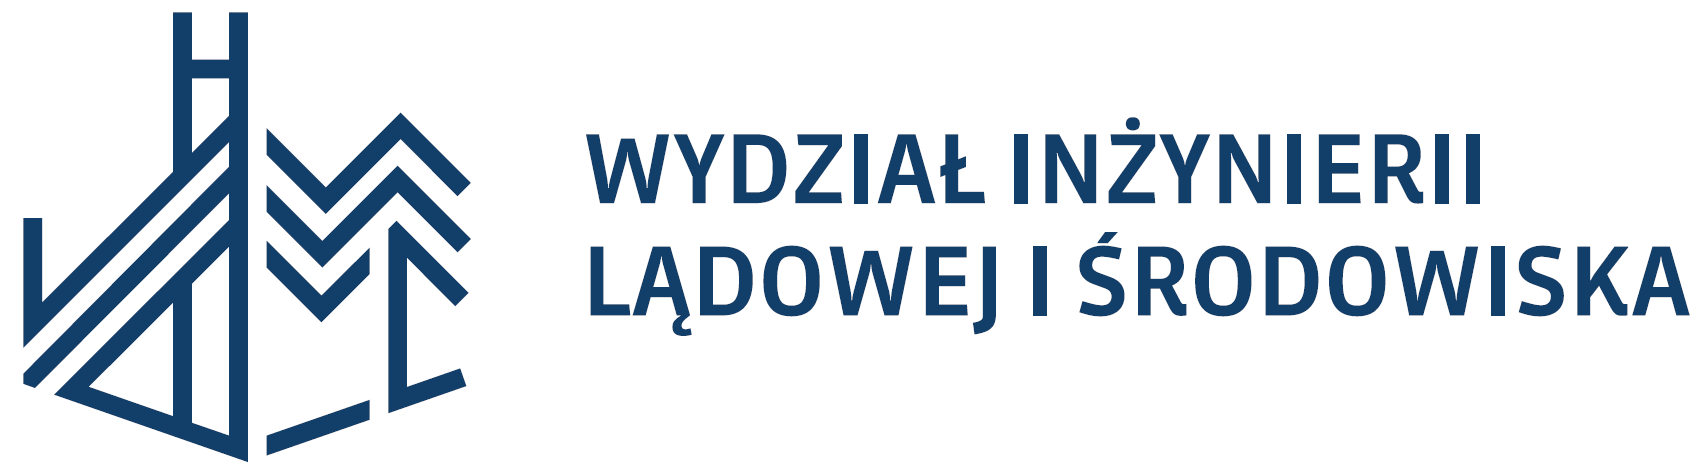 WYDZIAŁ INŻYNIERII
LĄDOWEJ I ŚRODOWISKA